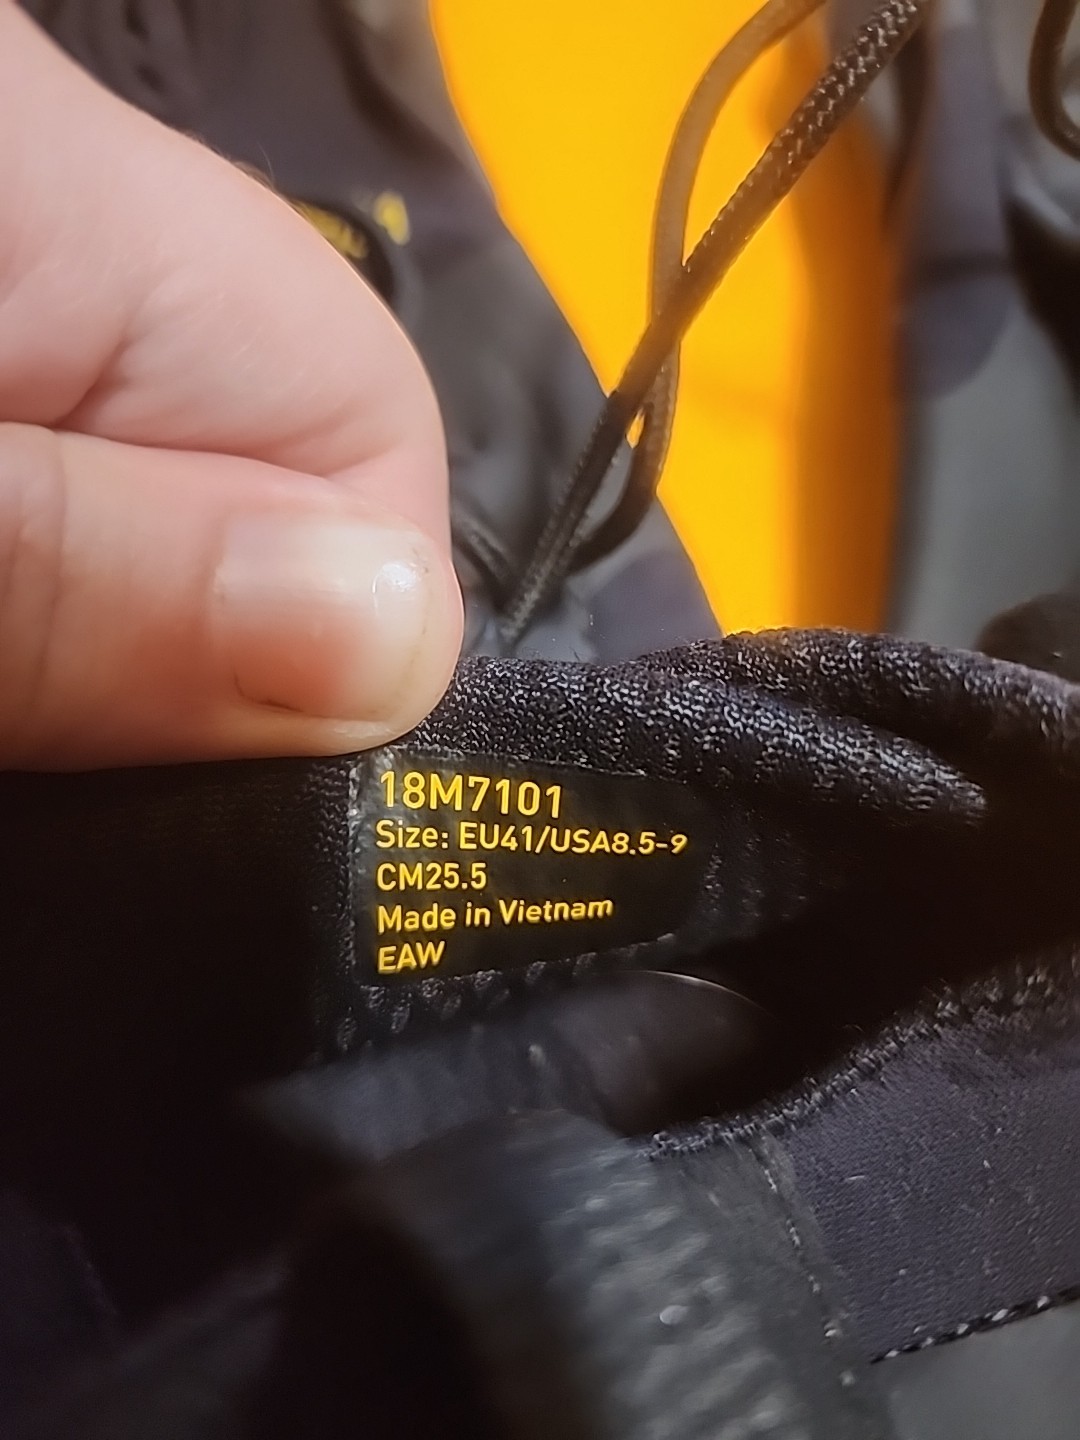 18M7101
Size: EU41/USA8.5-9
CM25.5
Made in Vietnam
EAW